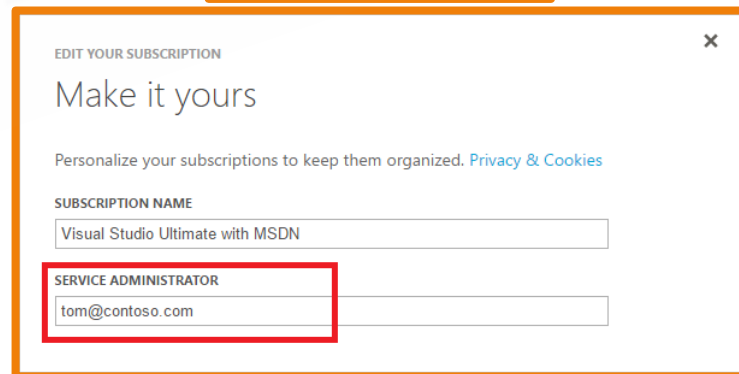 EDIT YOUR SUBSCRIPTION
Make it yours
Personalize your subscriptions to keep them organized. Privacy & Cookies
SUBSCRIPTION NAME
Visual Studio Ultimate with MSDN
SERVICE ADMINISTRATOR
tom@contoso.com